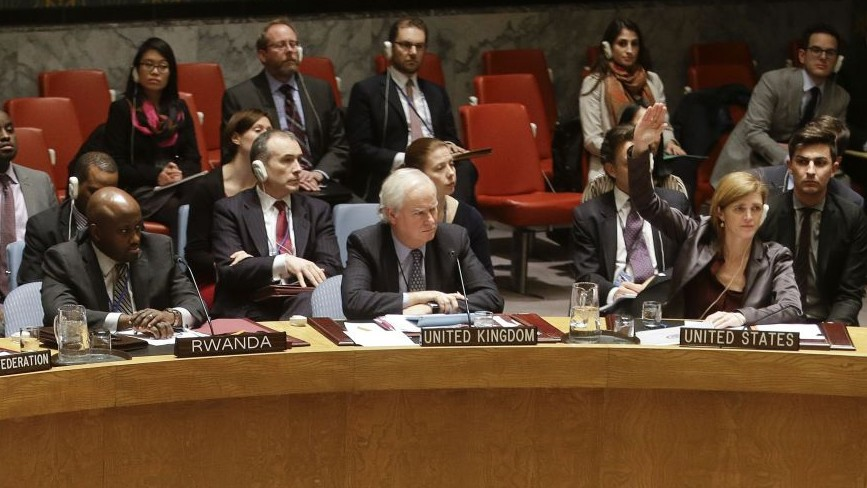 FEDERATION
RWANDA
UNITED KINGDOM
UNITED STATES